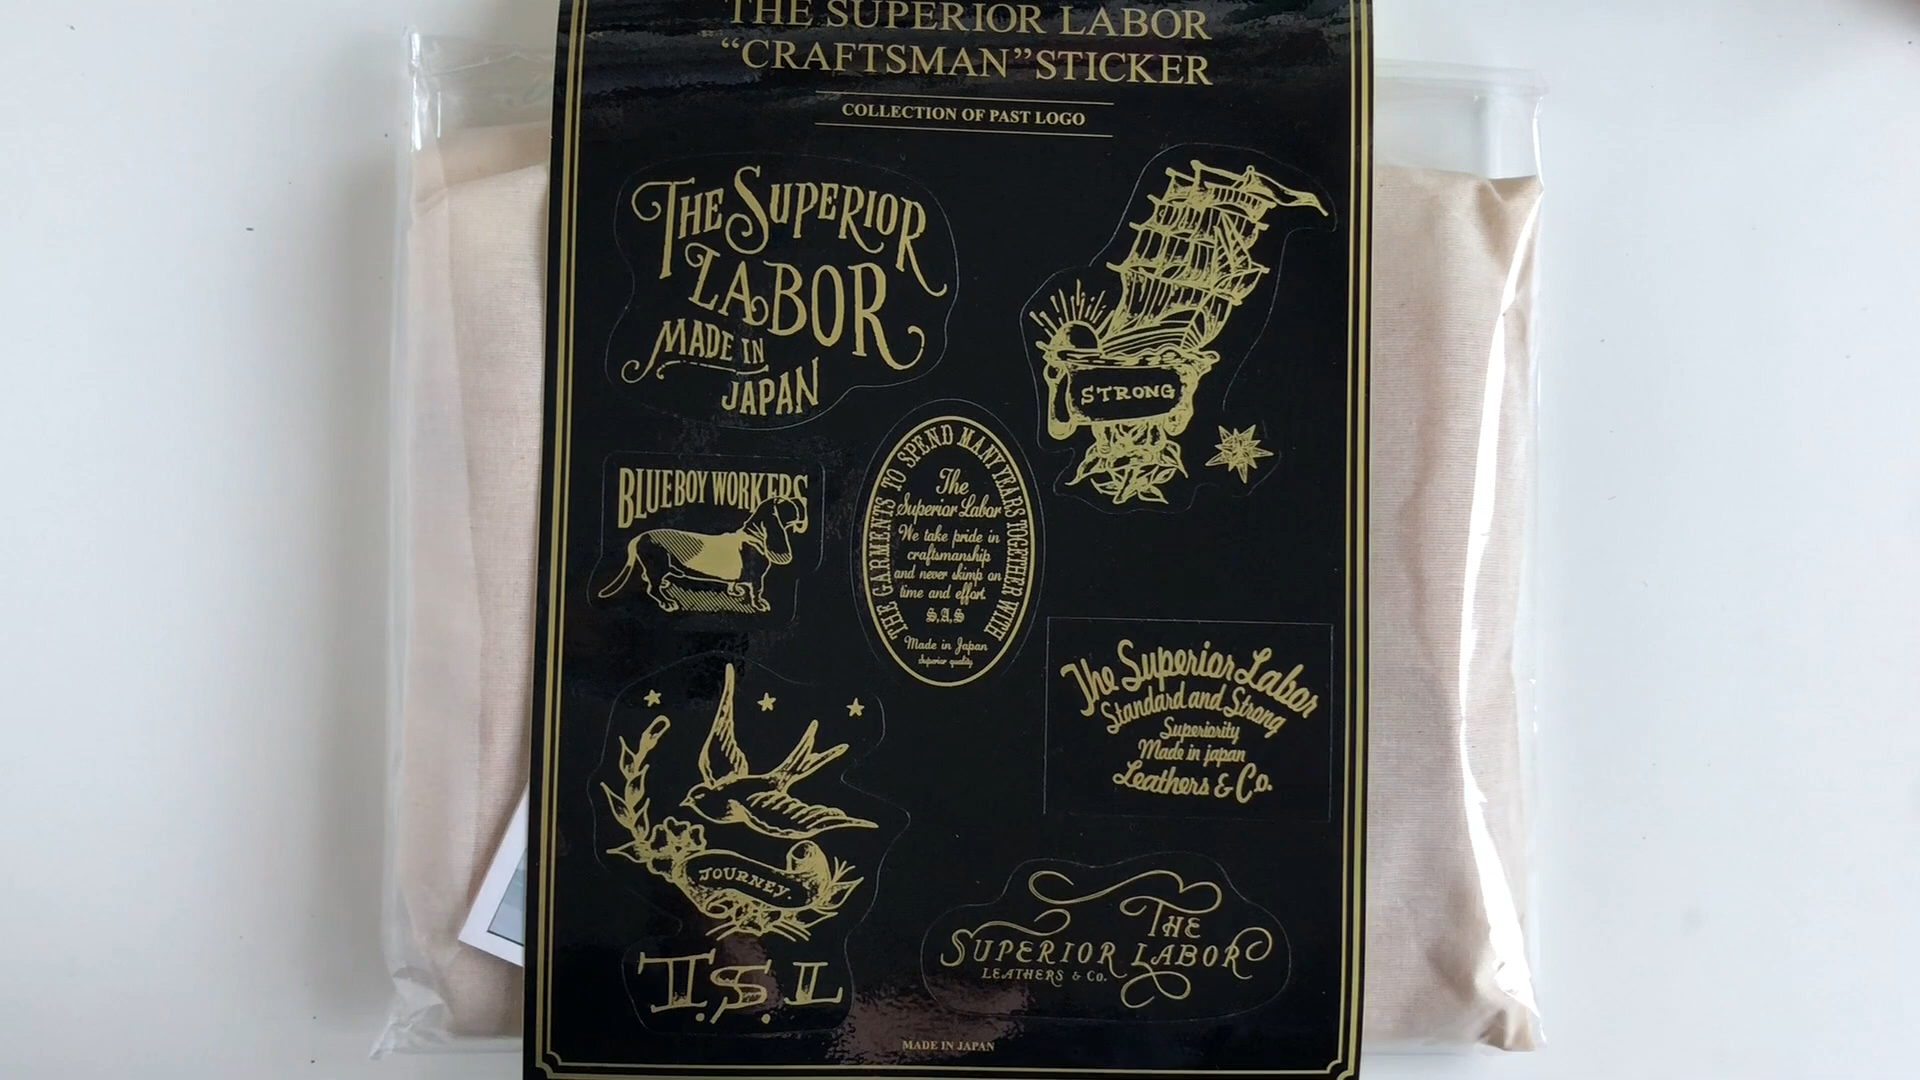 THE SUPERIOR LABOR
“CRAFTSMAN”STICKER
COLLECTION OF PAST LOGO
THE SUPERIOR
LABOR
MADE IN
JAPAN
STRONG
BLUEBOY WORKERS
THE GARMENTS TO SPEND MANY YEARS TOGETHER WITH
The
Superior Labor
We take pride in
craftsmanship
and never skimp on
time and effort.
S.A.S
Made in Japan
Superior quality
The Superior Labor
Standard and Strong
Superiority
Made in japan
Leathers & Co.
JOURNEY
T.S.L
THE
SUPERIOR LABOR
LEATHERS & Co.
MADE IN JAPAN